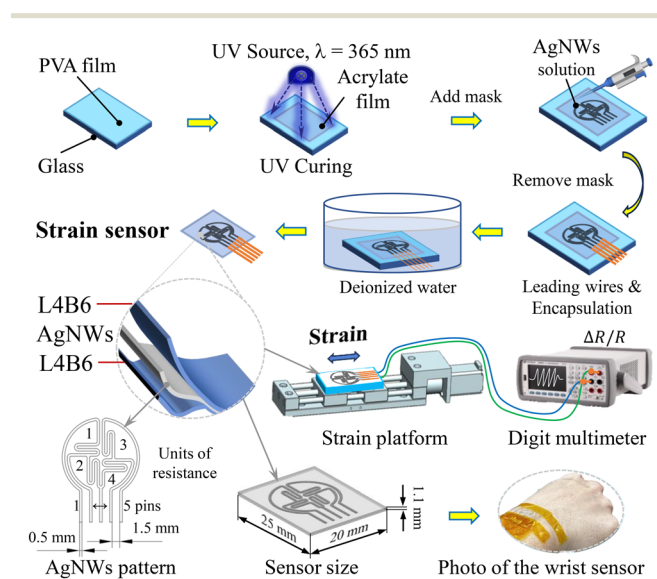 UV Source, λ = 365 nm
PVA film
Acrylate
film
Glass
UV Curing
Add mask
AgNWs
solution
Remove mask
Strain sensor
Deionized water
Leading wires &
Encapsulation
L4B6
AgNWs
L4B6
Strain
ΔR/R
Strain platform
Digit multimeter
1
2
3
4
Units of
resistance
1
5 pins
0.5 mm
1.5 mm
AgNWs pattern
25 mm
20 mm
1.1 mm
Sensor size
Photo of the wrist sensor